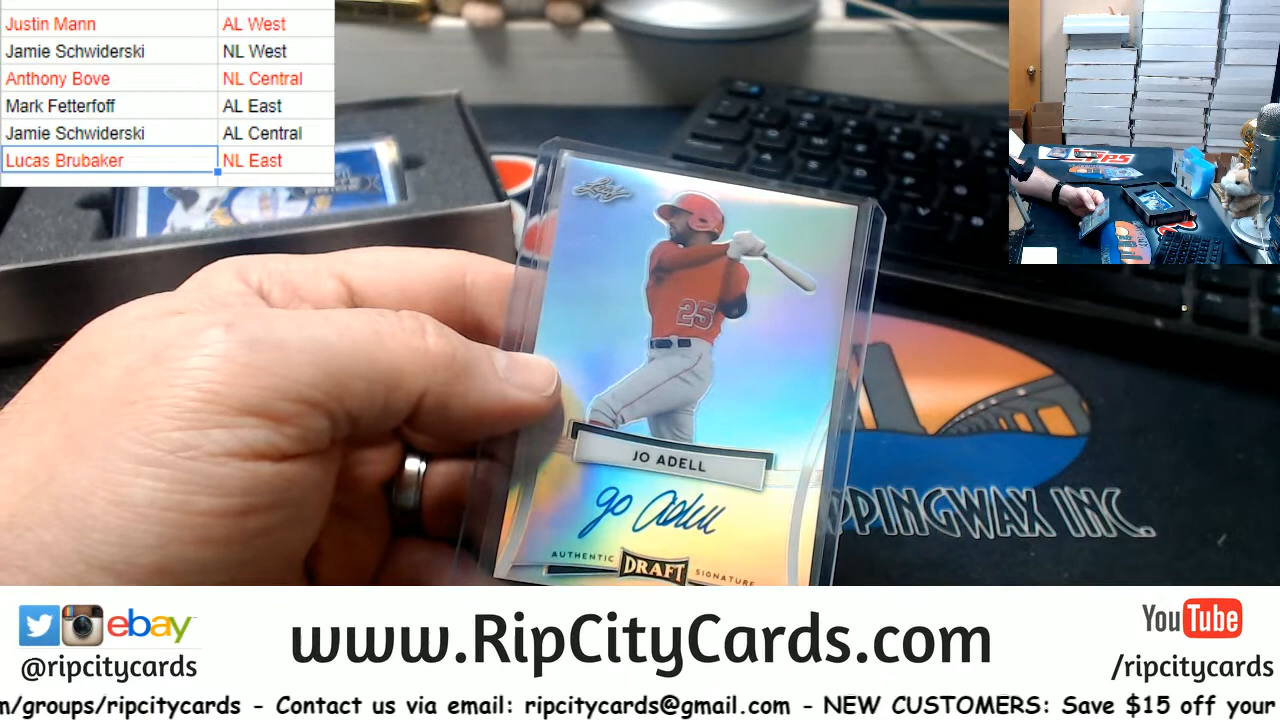 Justin Mann AL West
Jamie Schwiderski NL West
Anthony Bove NL Central
Mark Fetterfoff AL East
Jamie Schwiderski AL Central
Lucas Brubaker NL East
Leaf
25
JO ADELL
Jo Adell
AUTHENTIC DRAFT SIGNATURE
PPINGWAX INC.
ebay
@ripcitycards
www.RipCityCards.com
YouTube
/ripcitycards
m/groups/ripcitycards - Contact us via email: ripcitycards@gmail.com - NEW CUSTOMERS: Save $15 off your